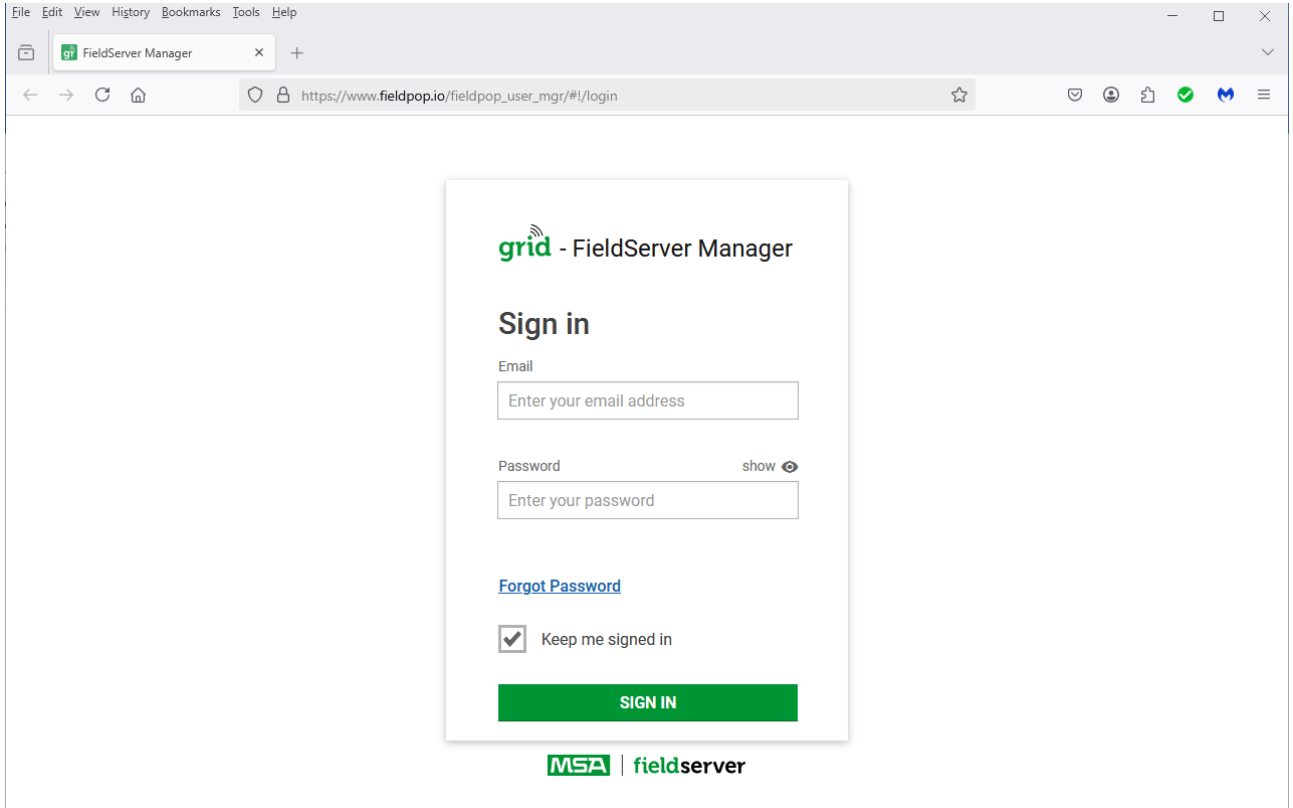 File Edit View History Bookmarks Tools Help
gr FieldServer Manager
https://www.fieldpop.io/fieldpop_user_mgr/#!/login
grid - FieldServer Manager
Sign in
Email
Enter your email address
Password show
Enter your password
Forgot Password
Keep me signed in
SIGN IN
MSA fieldserver